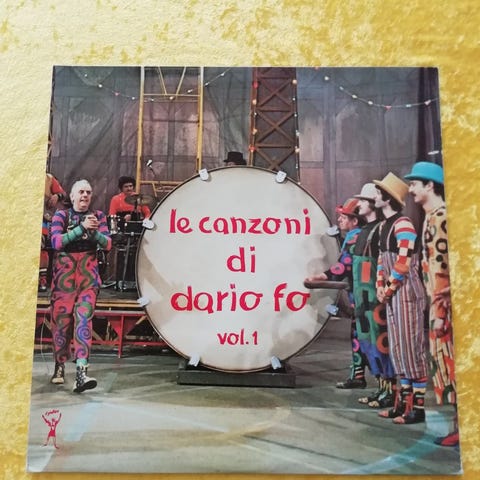 le canzoni
di
dario fo
vol.1